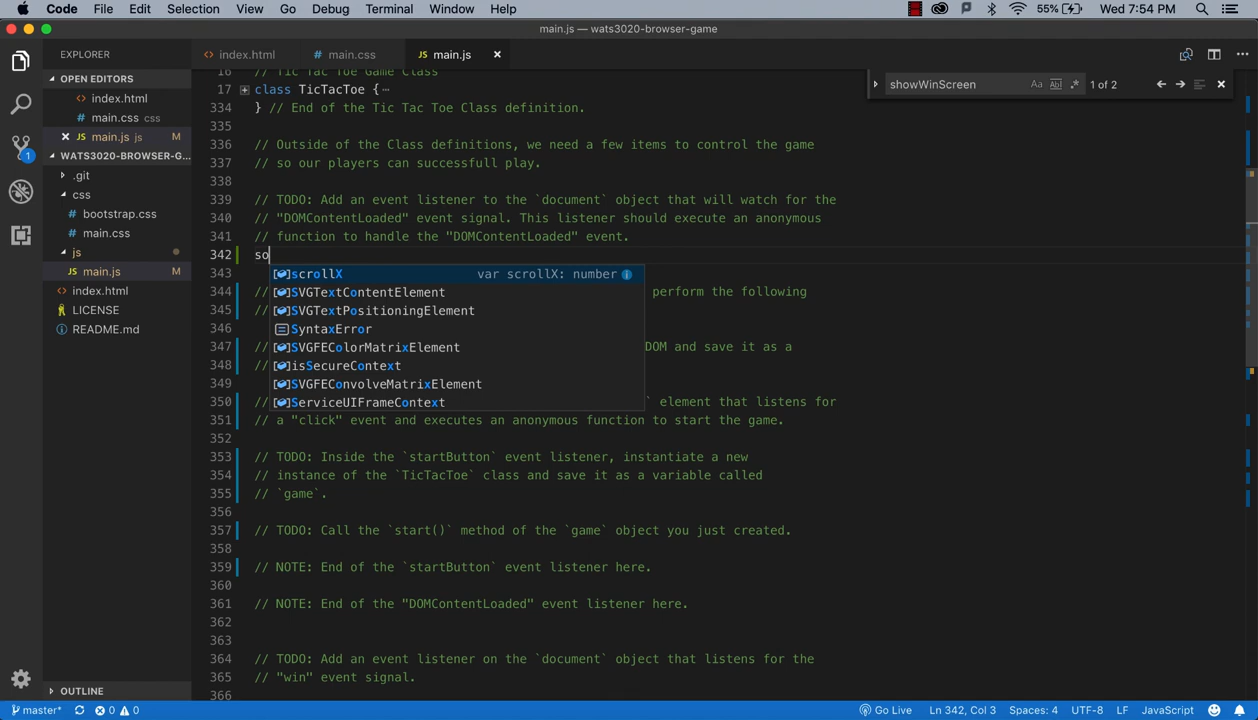 Code File Edit Selection View Go Debug Terminal Window Help 55% Wed 7:54 PM
main.js — wats3020-browser-game
EXPLORER
index.html main.css JS main.js
OPEN EDITORS
index.html
main.css css
JS main.js js M
WATS3020-BROWSER-G...
.git
css
bootstrap.css
main.css
js
JS main.js M
index.html
LICENSE
README.md
OUTLINE
showWinScreen Aa Abl .* 1 of 2
16 // Tic Tac Toe Game Class
17 class TicTacToe {⋯
334 } // End of the Tic Tac Toe Class definition.
335
336 // Outside of the Class definitions, we need a few items to control the game
337 // so our players can successfull play.
338
339 // TODO: Add an event listener to the `document` object that will watch for the
340 // "DOMContentLoaded" event signal. This listener should execute an anonymous
341 // function to handle the "DOMContentLoaded" event.
342 so
scrollX var scrollX: number
SVGTextContentElement
SVGTextPositioningElement
SyntaxError
SVGFEColorMatrixElement
isSecureContext
SVGFEConvolveMatrixElement
ServiceUIFrameContext
343
344 // perform the following
345 //
346
347 // DOM and save it as a
348 //
349
350 // ` element that listens for
351 // a "click" event and executes an anonymous function to start the game.
352
353 // TODO: Inside the `startButton` event listener, instantiate a new
354 // instance of the `TicTacToe` class and save it as a variable called
355 // `game`.
356
357 // TODO: Call the `start()` method of the `game` object you just created.
358
359 // NOTE: End of the `startButton` event listener here.
360
361 // NOTE: End of the "DOMContentLoaded" event listener here.
362
363
364 // TODO: Add an event listener on the `document` object that listens for the
365 // "win" event signal.
366
master* 0 0 Go Live Ln 342, Col 3 Spaces: 4 UTF-8 LF JavaScript
1